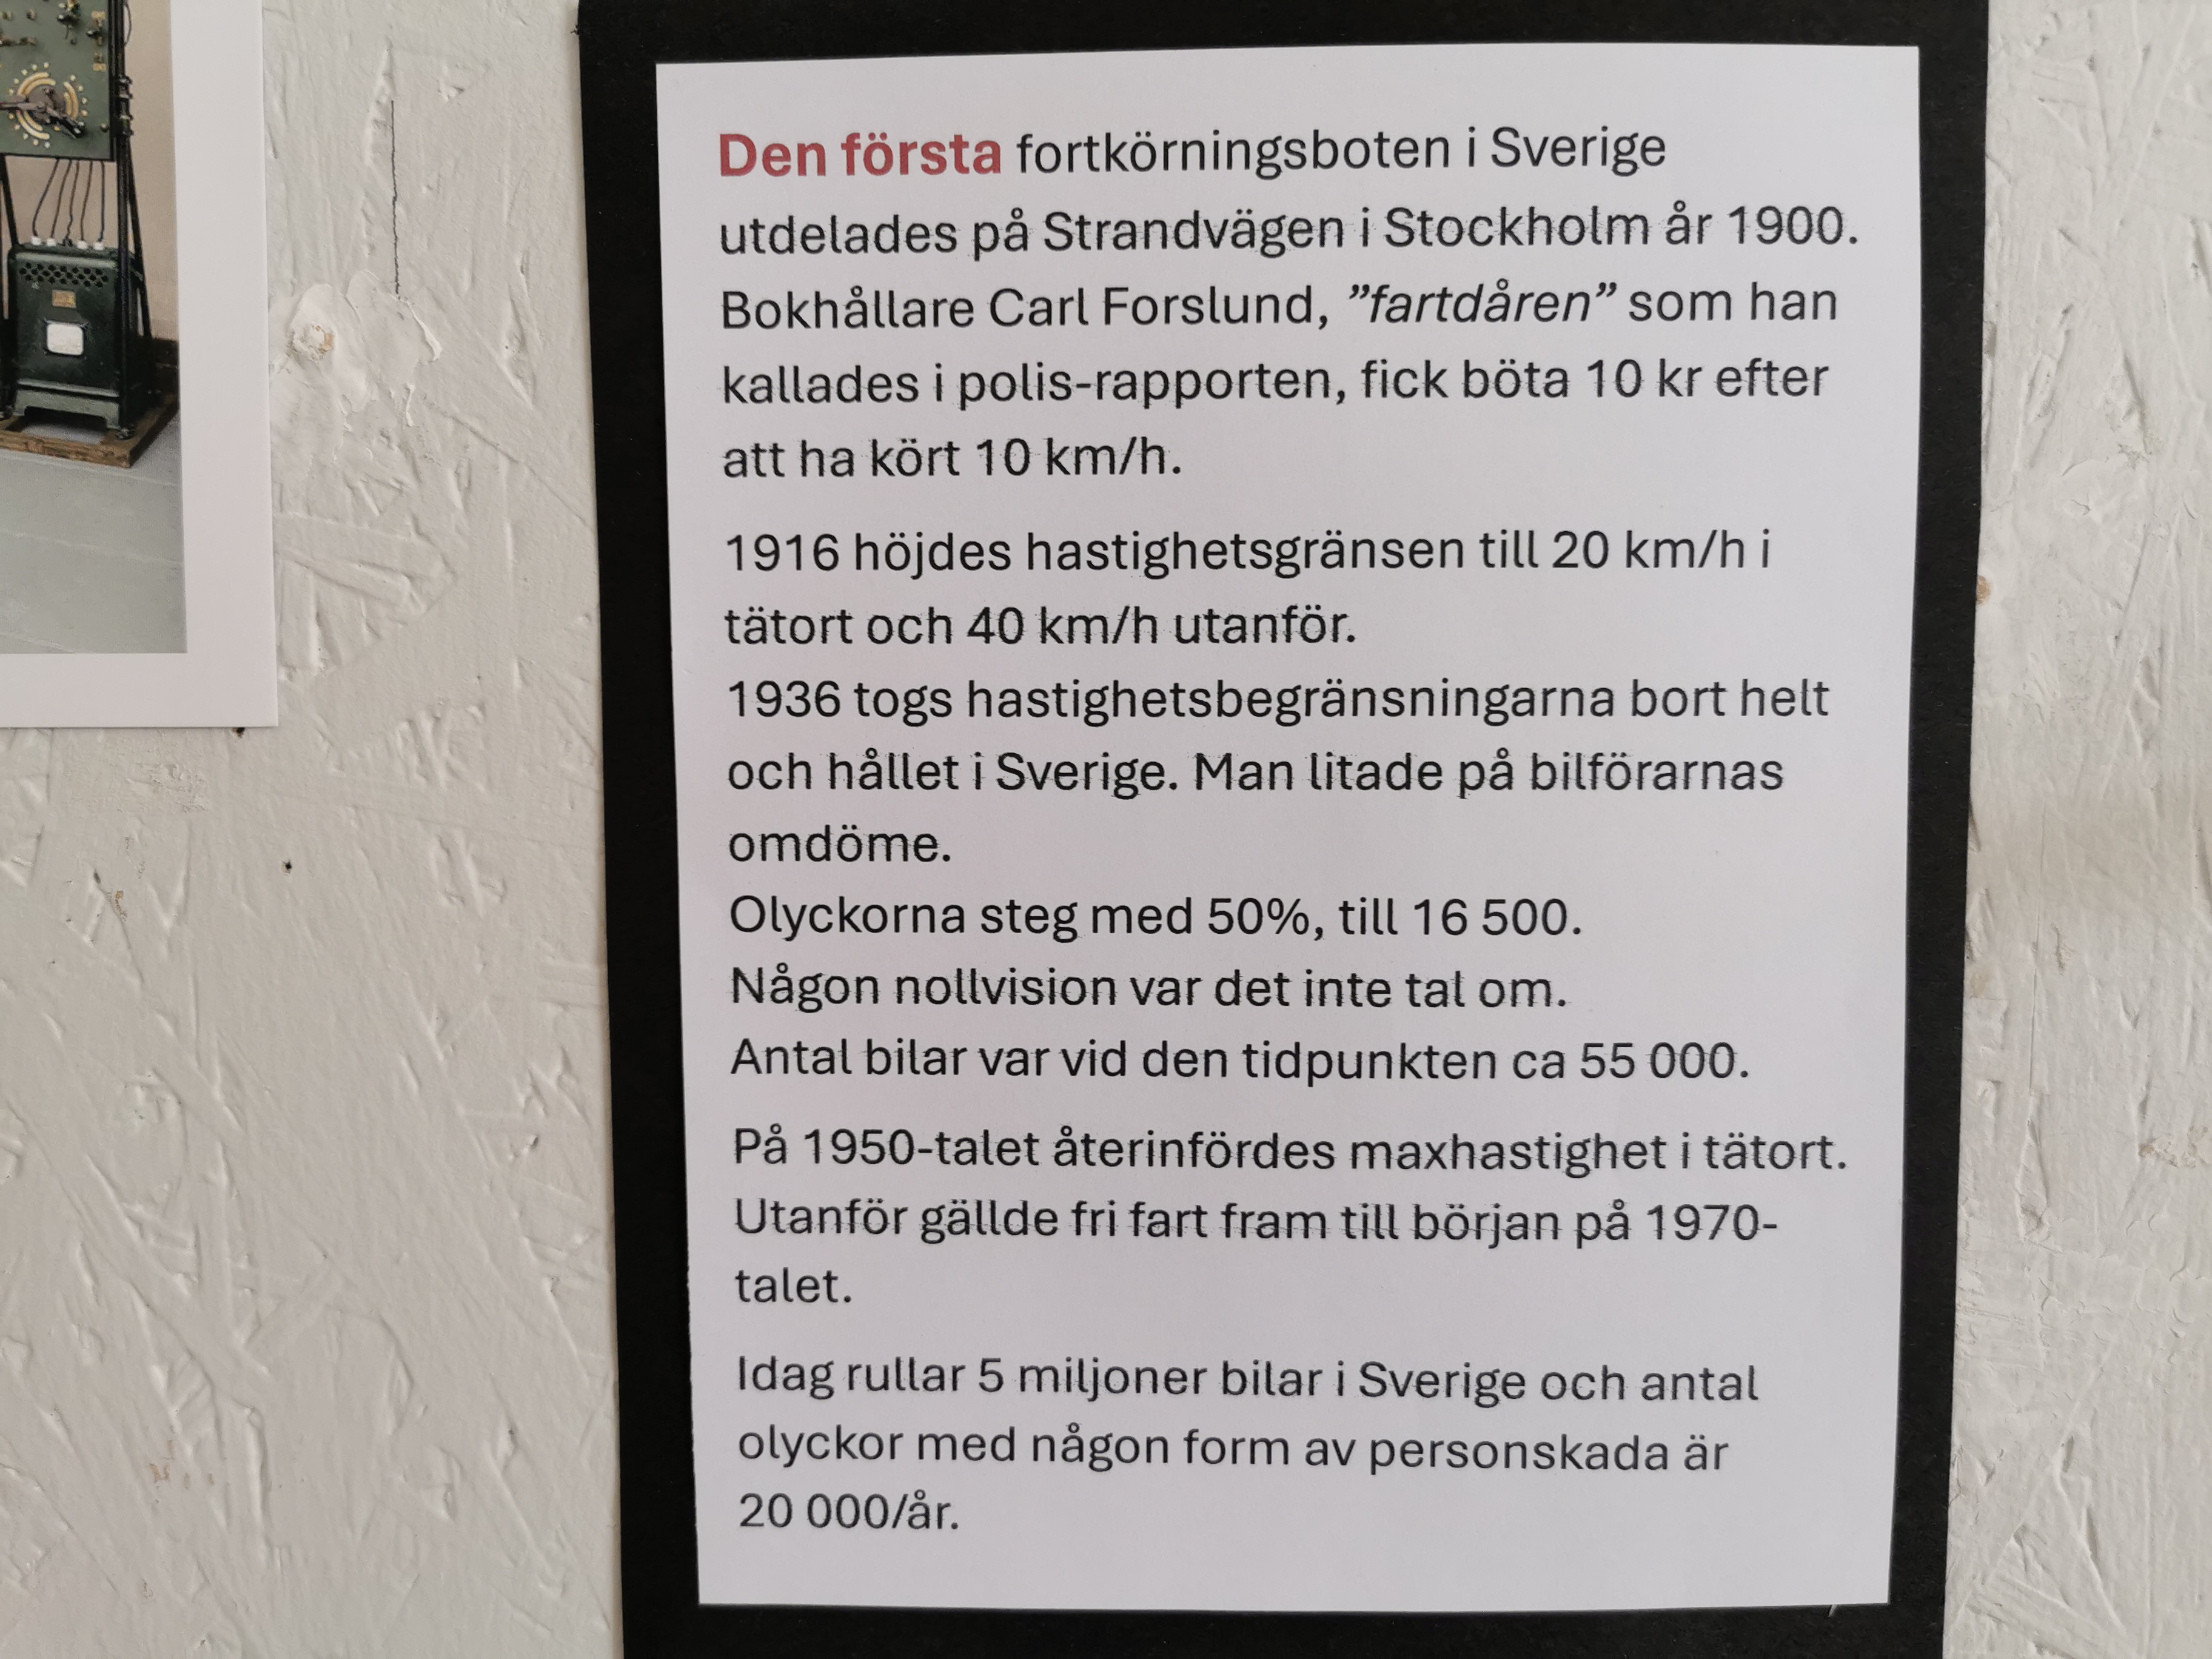 Den första fortkörningsboten i Sverige
utdelades på Strandvägen i Stockholm år 1900.
Bokhållare Carl Forslund, ”fartdåren” som han
kallades i polis-rapporten, fick böta 10 kr efter
att ha kört 10 km/h.
1916 höjdes hastighetsgränsen till 20 km/h i
tätort och 40 km/h utanför.
1936 togs hastighetsbegränsningarna bort helt
och hållet i Sverige. Man litade på bilförarnas
omdöme.
Olyckorna steg med 50%, till 16 500.
Någon nollvision var det inte tal om.
Antal bilar var vid den tidpunkten ca 55 000.
På 1950-talet återinfördes maxhastighet i tätort.
Utanför gällde fri fart fram till början på 1970-
talet.
Idag rullar 5 miljoner bilar i Sverige och antal
olyckor med någon form av personskada är
20 000/år.